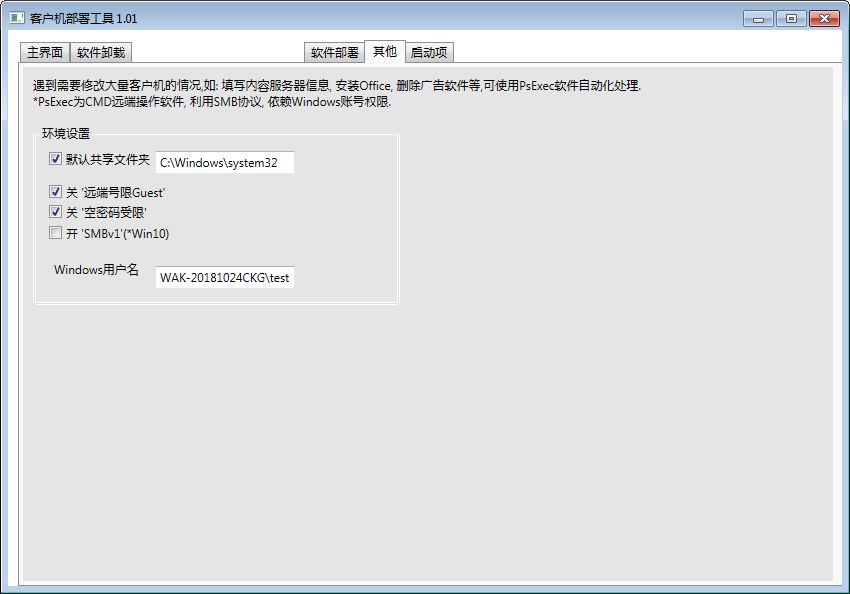 客户机部署工具 1.01
主界面 软件卸载 软件部署 其他 启动项
遇到需要修改大量客户机的情况,如: 填写内容服务器信息, 安装Office, 删除广告软件等,可使用PsExec软件自动化处理.
*PsExec为CMD远端操作软件, 利用SMB协议, 依赖Windows账号权限.
环境设置
默认共享文件夹 C:\Windows\system32
关 '远端号限Guest'
关 '空密码受限'
开 'SMBv1'(*Win10)
Windows用户名 WAK-20181024CKG\test